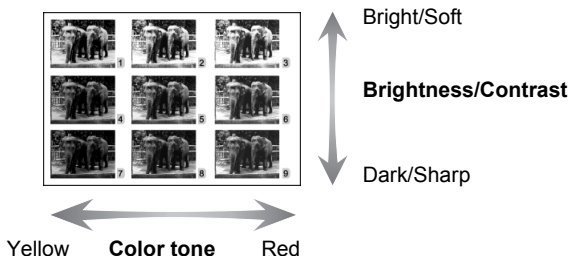 Bright/Soft
1 2 3
Brightness/Contrast
4 5 6
7 8 9
Dark/Sharp
Yellow Color tone Red